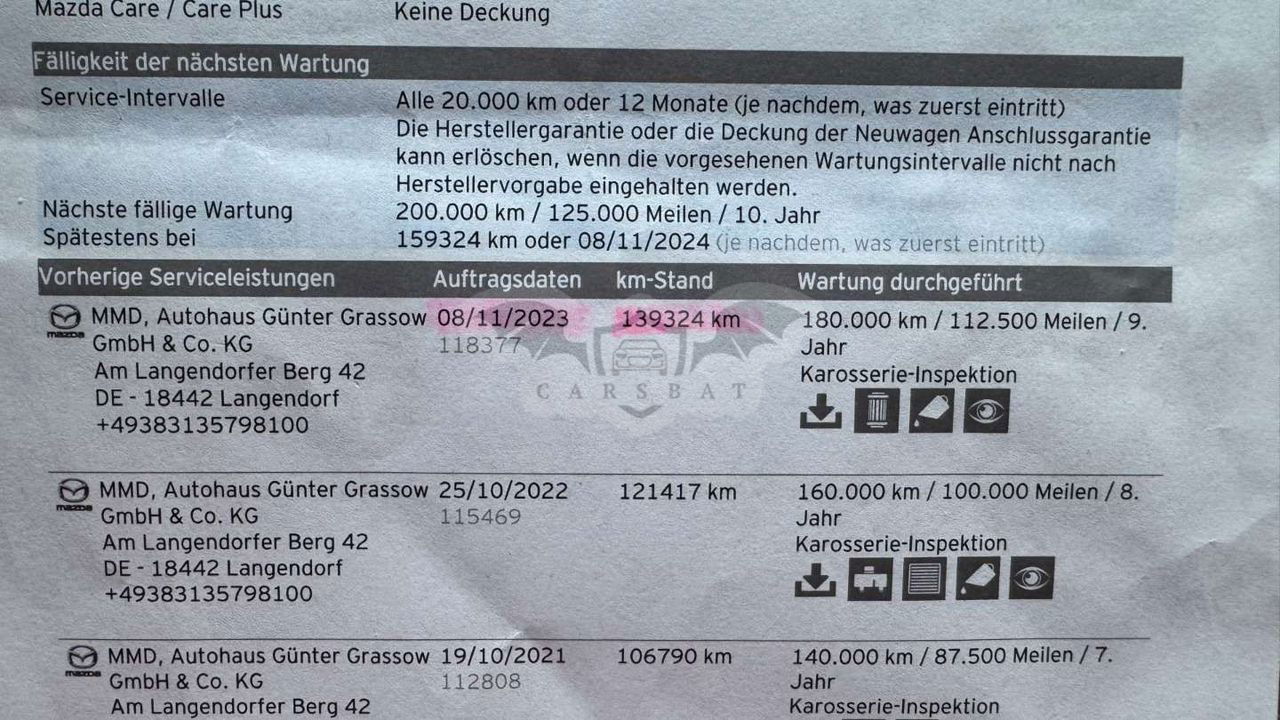 Mazda Care / Care Plus Keine Deckung
Fälligkeit der nächsten Wartung
Service-Intervalle Alle 20.000 km oder 12 Monate (je nachdem, was zuerst eintritt)
Die Herstellergarantie oder die Deckung der Neuwagen Anschlussgarantie
kann erlöschen, wenn die vorgesehenen Wartungsintervalle nicht nach
Herstellervorgabe eingehalten werden.
Nächste fällige Wartung 200.000 km / 125.000 Meilen / 10. Jahr
Spätestens bei 159324 km oder 08/11/2024 (je nachdem, was zuerst eintritt)
Vorherige Serviceleistungen Auftragsdaten km-Stand Wartung durchgeführt
mazda MMD, Autohaus Günter Grassow 08/11/2023 139324 km 180.000 km / 112.500 Meilen / 9.
GmbH & Co. KG 118377 Jahr
Am Langendorfer Berg 42 Karosserie-Inspektion
CARSBAT
DE - 18442 Langendorf
+49383135798100
mazda MMD, Autohaus Günter Grassow 25/10/2022 121417 km 160.000 km / 100.000 Meilen / 8.
GmbH & Co. KG 115469 Jahr
Am Langendorfer Berg 42 Karosserie-Inspektion
DE - 18442 Langendorf
+49383135798100
mazda MMD, Autohaus Günter Grassow 19/10/2021 106790 km 140.000 km / 87.500 Meilen / 7.
GmbH & Co. KG 112808 Jahr
Am Langendorfer Berg 42 Karosserie-Inspektion